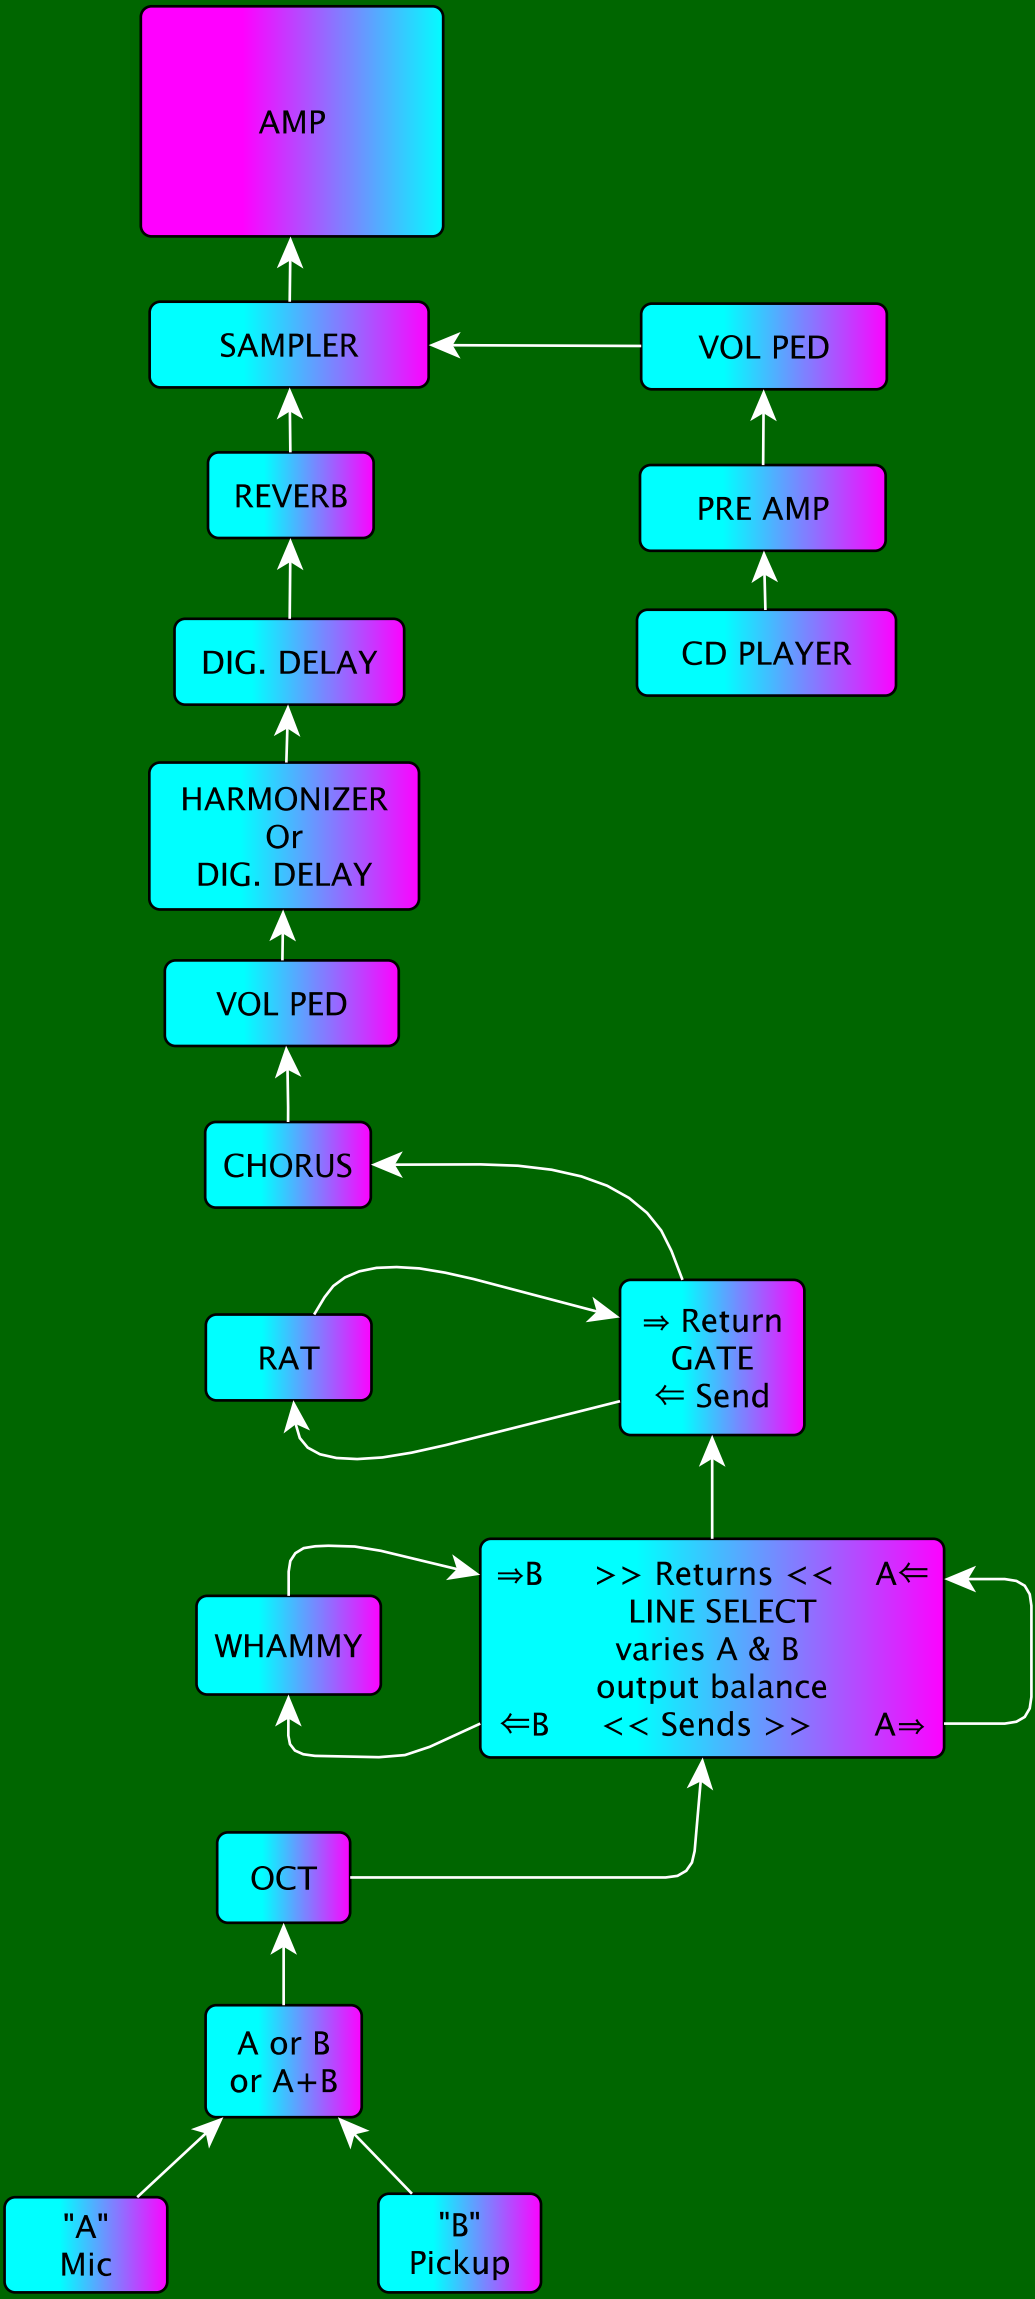 AMP
SAMPLER
VOL PED
REVERB
PRE AMP
DIG. DELAY
CD PLAYER
HARMONIZER
Or
DIG. DELAY
VOL PED
CHORUS
⇒ Return
GATE
⇐ Send
RAT
⇒B >> Returns << A⇐
LINE SELECT
varies A & B
output balance
⇐B << Sends >> A⇒
WHAMMY
OCT
A or B
or A+B
"A"
Mic
"B"
Pickup